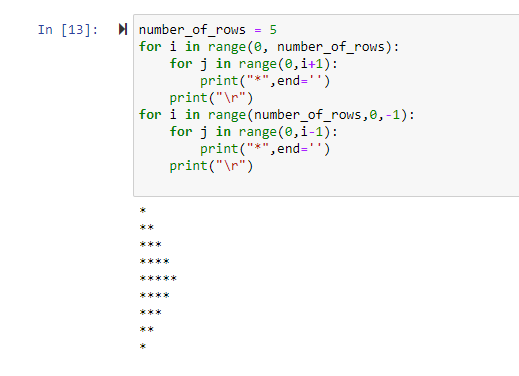 In [13]:
number_of_rows = 5
for i in range(0, number_of_rows):
    for j in range(0,i+1):
        print("*",end='')
    print("\r")
for i in range(number_of_rows,0,-1):
    for j in range(0,i-1):
        print("*",end='')
    print("\r")
*
**
***
****
*****
****
***
**
*